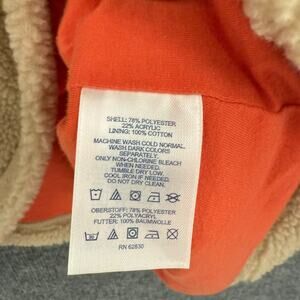 SHELL: 78% POLYESTER
22% ACRYLIC
LINING: 100% COTTON
MACHINE WASH COLD NORMAL.
WASH DARK COLORS
SEPARATELY.
ONLY NON-CHLORINE BLEACH
WHEN NEEDED.
TUMBLE DRY LOW.
COOL IRON IF NEEDED.
DO NOT DRY CLEAN.
OBERSTOFF: 78% POLYESTER
22% POLYACRYL
FUTTER: 100% BAUMWOLLE
RN 62830